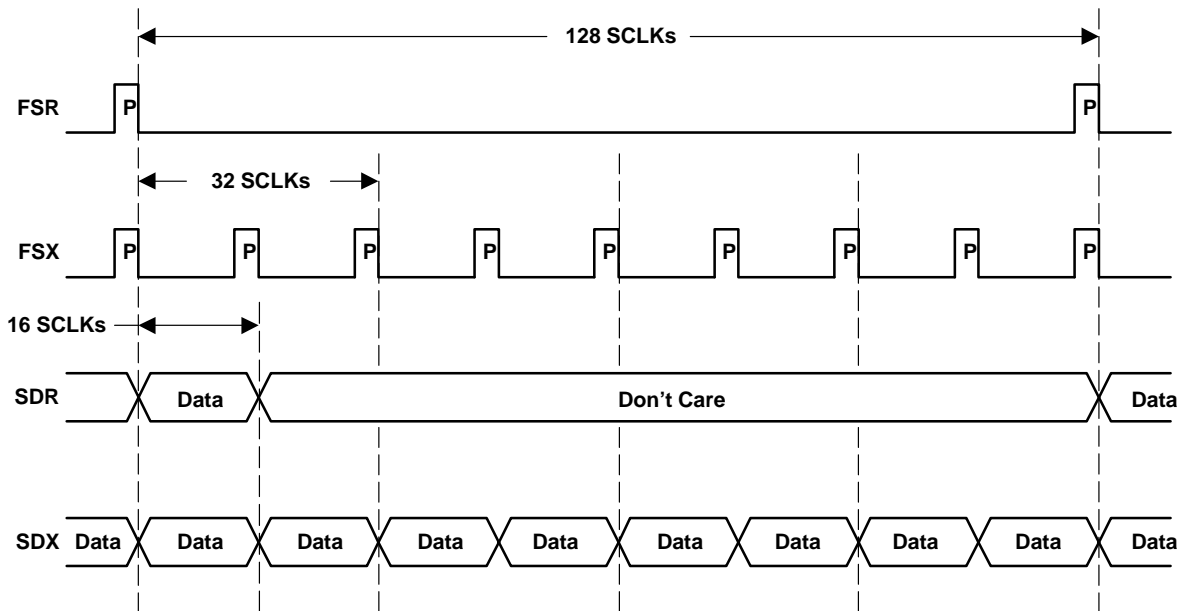 128 SCLKs
FSR P P
32 SCLKs
FSX P P P P P P P P P
16 SCLKs
SDR Data Don't Care Data
SDX Data Data Data Data Data Data Data Data Data Data